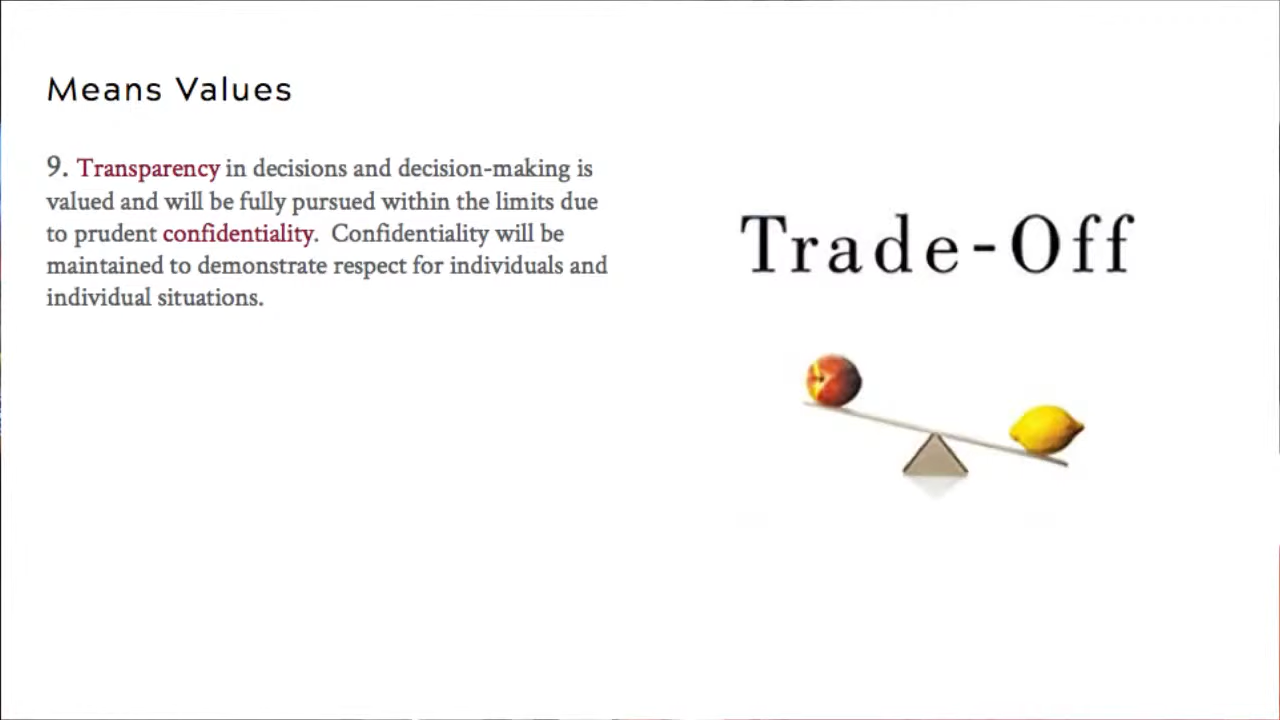 Means Values
9. Transparency in decisions and decision-making is
valued and will be fully pursued within the limits due
to prudent confidentiality.  Confidentiality will be
maintained to demonstrate respect for individuals and
individual situations.
Trade-Off